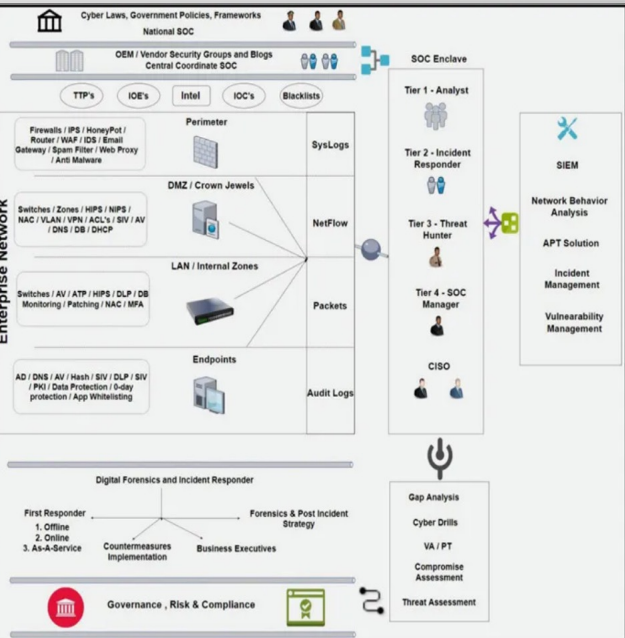 Cyber Laws, Government Policies, Frameworks
National SOC
OEM / Vendor Security Groups and Blogs
Central Coordinate SOC
TTP's
IOE's
Intel
IOC's
Blacklists
Enterprise Network
Firewalls / IPS / HoneyPot /
Router / WAF / IDS / Email
Gateway / Spam Filter / Web Proxy
/ Anti Malware
Perimeter
SysLogs
Switches / Zones / HIPS / NIPS /
NAC / VLAN / VPN / ACL's / SIV / AV
/ DNS / DB / DHCP
DMZ / Crown Jewels
NetFlow
Switches / AV / ATP / HIPS / DLP / DB
Monitoring / Patching / NAC / MFA
LAN / Internal Zones
Packets
AD / DNS / AV / Hash / SIV / DLP / SIV
/ PKI / Data Protection / 0-day
protection / App Whitelisting
Endpoints
Audit Logs
SOC Enclave
Tier 1 - Analyst
Tier 2 - Incident
Responder
Tier 3 - Threat
Hunter
Tier 4 - SOC
Manager
CISO
SIEM
Network Behavior
Analysis
APT Solution
Incident
Management
Vulnearability
Management
Digital Forensics and Incident Responder
First Responder
1. Offline
2. Online
3. As-A-Service
Countermeasures
Implementation
Business Executives
Forensics & Post Incident
Strategy
Governance , Risk & Compliance
Gap Analysis
Cyber Drills
VA / PT
Compromise
Assessment
Threat Assessment